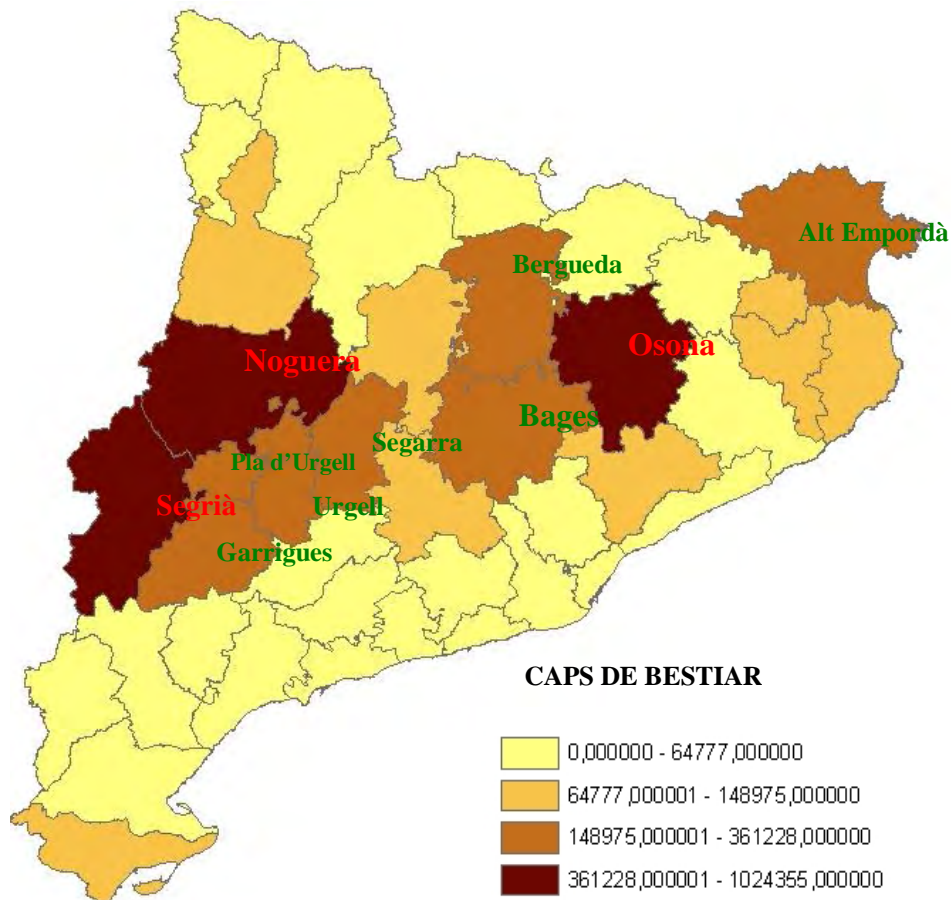 Alt Empordà
Bergueda
Osona
Noguera
Bages
Segarra
Pla d'Urgell
Segrià
Urgell
Garrigues
CAPS DE BESTIAR
0,000000 - 64777,000000
64777,000001 - 148975,000000
148975,000001 - 361228,000000
361228,000001 - 1024355,000000